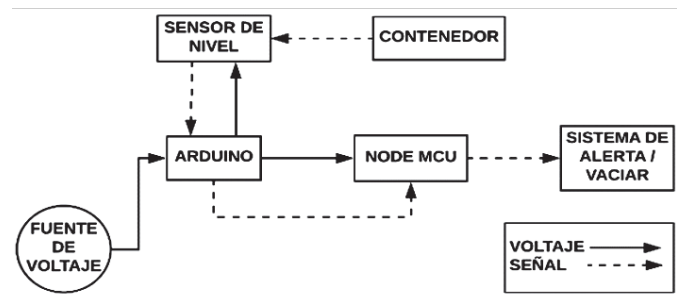 SENSOR DE
NIVEL
CONTENEDOR
ARDUINO
NODE MCU
SISTEMA DE
ALERTA /
VACIAR
FUENTE
DE
VOLTAJE
VOLTAJE
SEÑAL